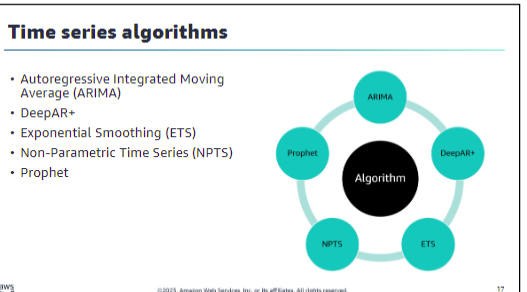 Time series algorithms
• Autoregressive Integrated Moving
Average (ARIMA)
• DeepAR+
• Exponential Smoothing (ETS)
• Non-Parametric Time Series (NPTS)
• Prophet
ARIMA
Prophet
DeepAR+
Algorithm
NPTS
ETS
aws
©2023, Amazon Web Services, Inc. or its affiliates. All rights reserved.
17